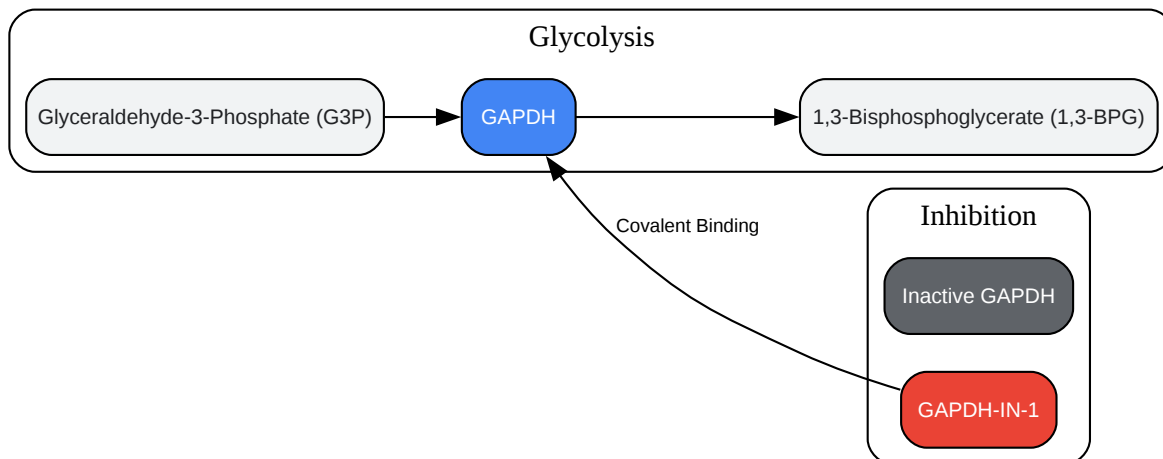 Glycolysis
Glyceraldehyde-3-Phosphate (G3P)
GAPDH
1,3-Bisphosphoglycerate (1,3-BPG)
Covalent Binding
Inhibition
Inactive GAPDH
GAPDH-IN-1